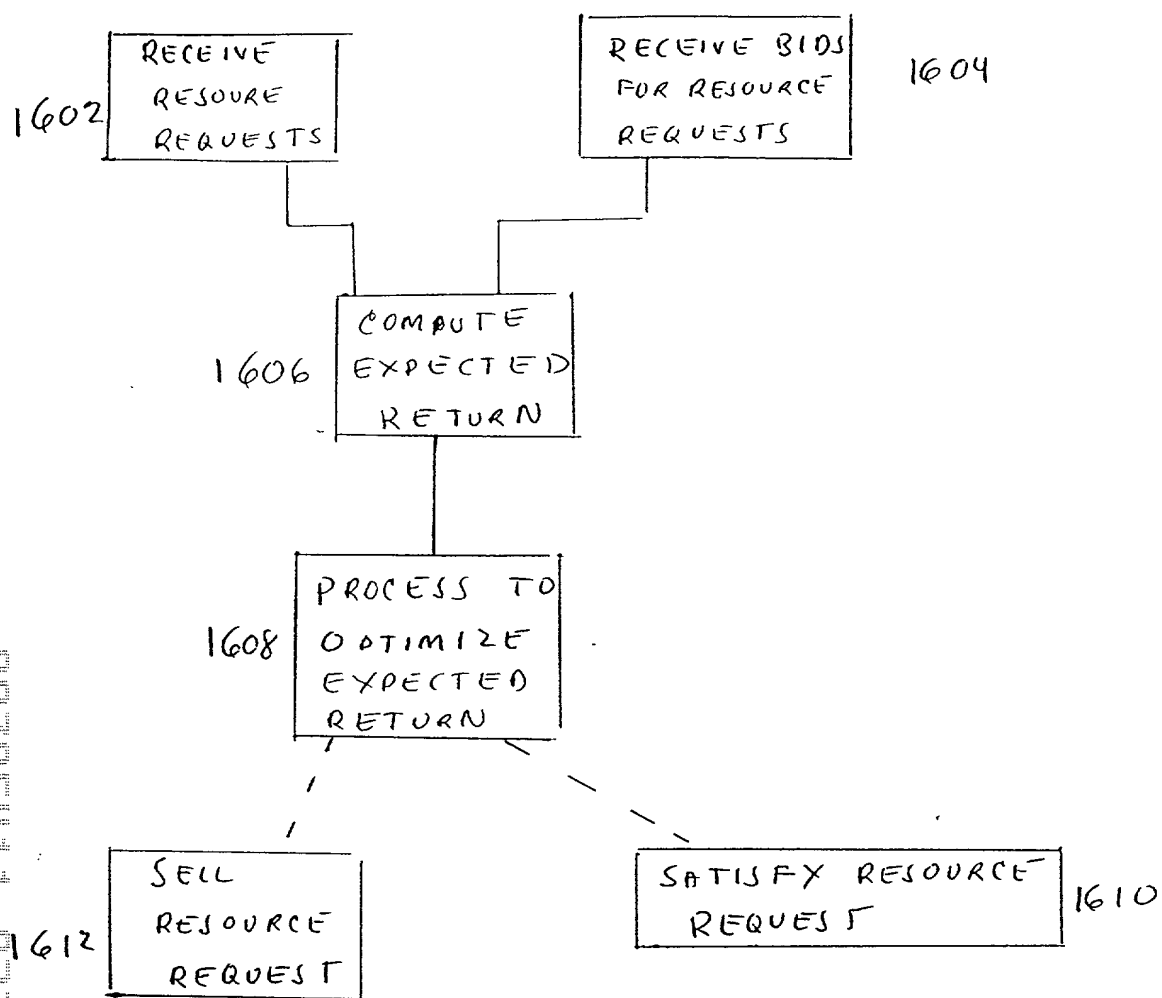 1602
RECEIVE
RESOURE
REQUESTS
RECEIVE BIDS
FOR RESOURCE
REQUESTS
1604
1606
COMPUTE
EXPECTED
RETURN
1608
PROCESS TO
OPTIMIZE
EXPECTED
RETURN
1612
SELL
RESOURCE
REQUEST
SATISFY RESOURCE
REQUEST
1610